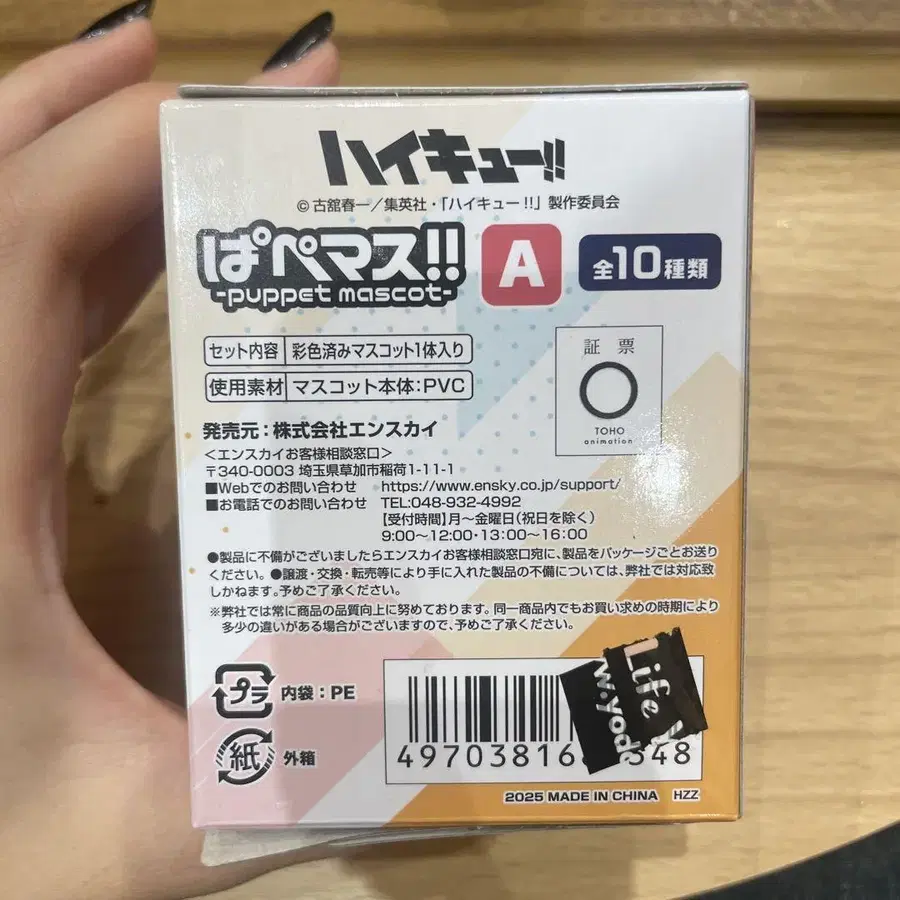 ハイキュー!!
©古舘春一／集英社・「ハイキュー!!」製作委員会
ぱペマス!!
-puppet mascot-
A
全10種類
セット内容 彩色済みマスコット1体入り
使用素材 マスコット本体：PVC
証票
TOHO
animation
発売元：株式会社エンスカイ
＜エンスカイお客様相談窓口＞
〒340-0003 埼玉県草加市稲荷1-11-1
■Webでのお問い合わせ https://www.ensky.co.jp/support/
■お電話でのお問い合わせ TEL:048-932-4992
【受付時間】月～金曜日（祝日を除く）
9:00～12:00・13:00～16:00
●製品に不備がございましたらエンスカイお客様相談窓口宛に、製品をパッケージごとお送り
ください。●譲渡・交換・転売等により手に入れた製品の不備については、弊社では対応致
しかねます。予めご了承ください。
※弊社では常に商品の品質向上に努めております。同一商品内でもお買い求めの時期により
多少の違いがある場合がございますので、予めご了承ください。
プラ 内袋：PE
紙 外箱
Life
w.yod
49703816 548
2025 MADE IN CHINA HZZ